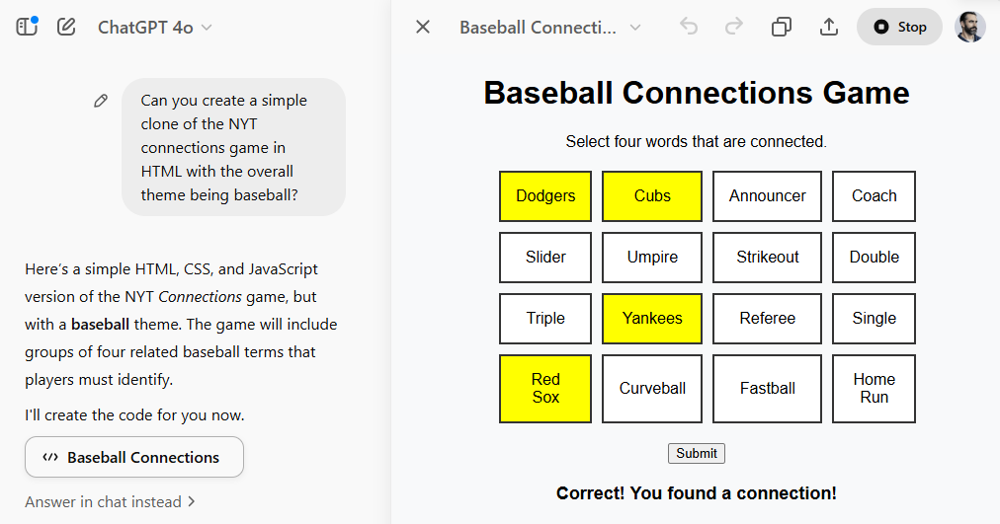 ChatGPT 4o
Can you create a simple
clone of the NYT
connections game in
HTML with the overall
theme being baseball?
Here's a simple HTML, CSS, and JavaScript
version of the NYT Connections game, but
with a baseball theme. The game will include
groups of four related baseball terms that
players must identify.
I'll create the code for you now.
Baseball Connections
Answer in chat instead
Baseball Connecti...
Stop
Baseball Connections Game
Select four words that are connected.
Dodgers Cubs Announcer Coach
Slider Umpire Strikeout Double
Triple Yankees Referee Single
Red Sox Curveball Fastball Home Run
Submit
Correct! You found a connection!